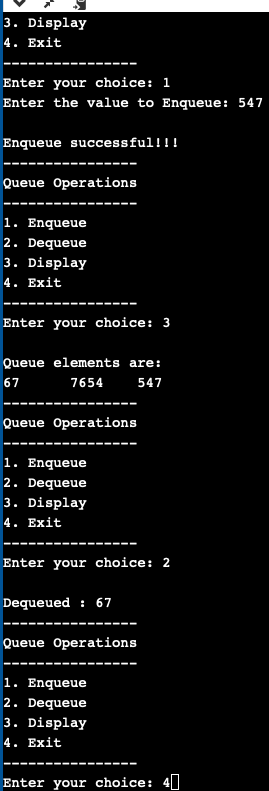 3. Display
4. Exit
----------------
Enter your choice: 1
Enter the value to Enqueue: 547
Enqueue successful!!!
----------------
Queue Operations
----------------
1. Enqueue
2. Dequeue
3. Display
4. Exit
----------------
Enter your choice: 3
Queue elements are:
67      7654    547
----------------
Queue Operations
----------------
1. Enqueue
2. Dequeue
3. Display
4. Exit
----------------
Enter your choice: 2
Dequeued : 67
----------------
Queue Operations
----------------
1. Enqueue
2. Dequeue
3. Display
4. Exit
----------------
Enter your choice: 4